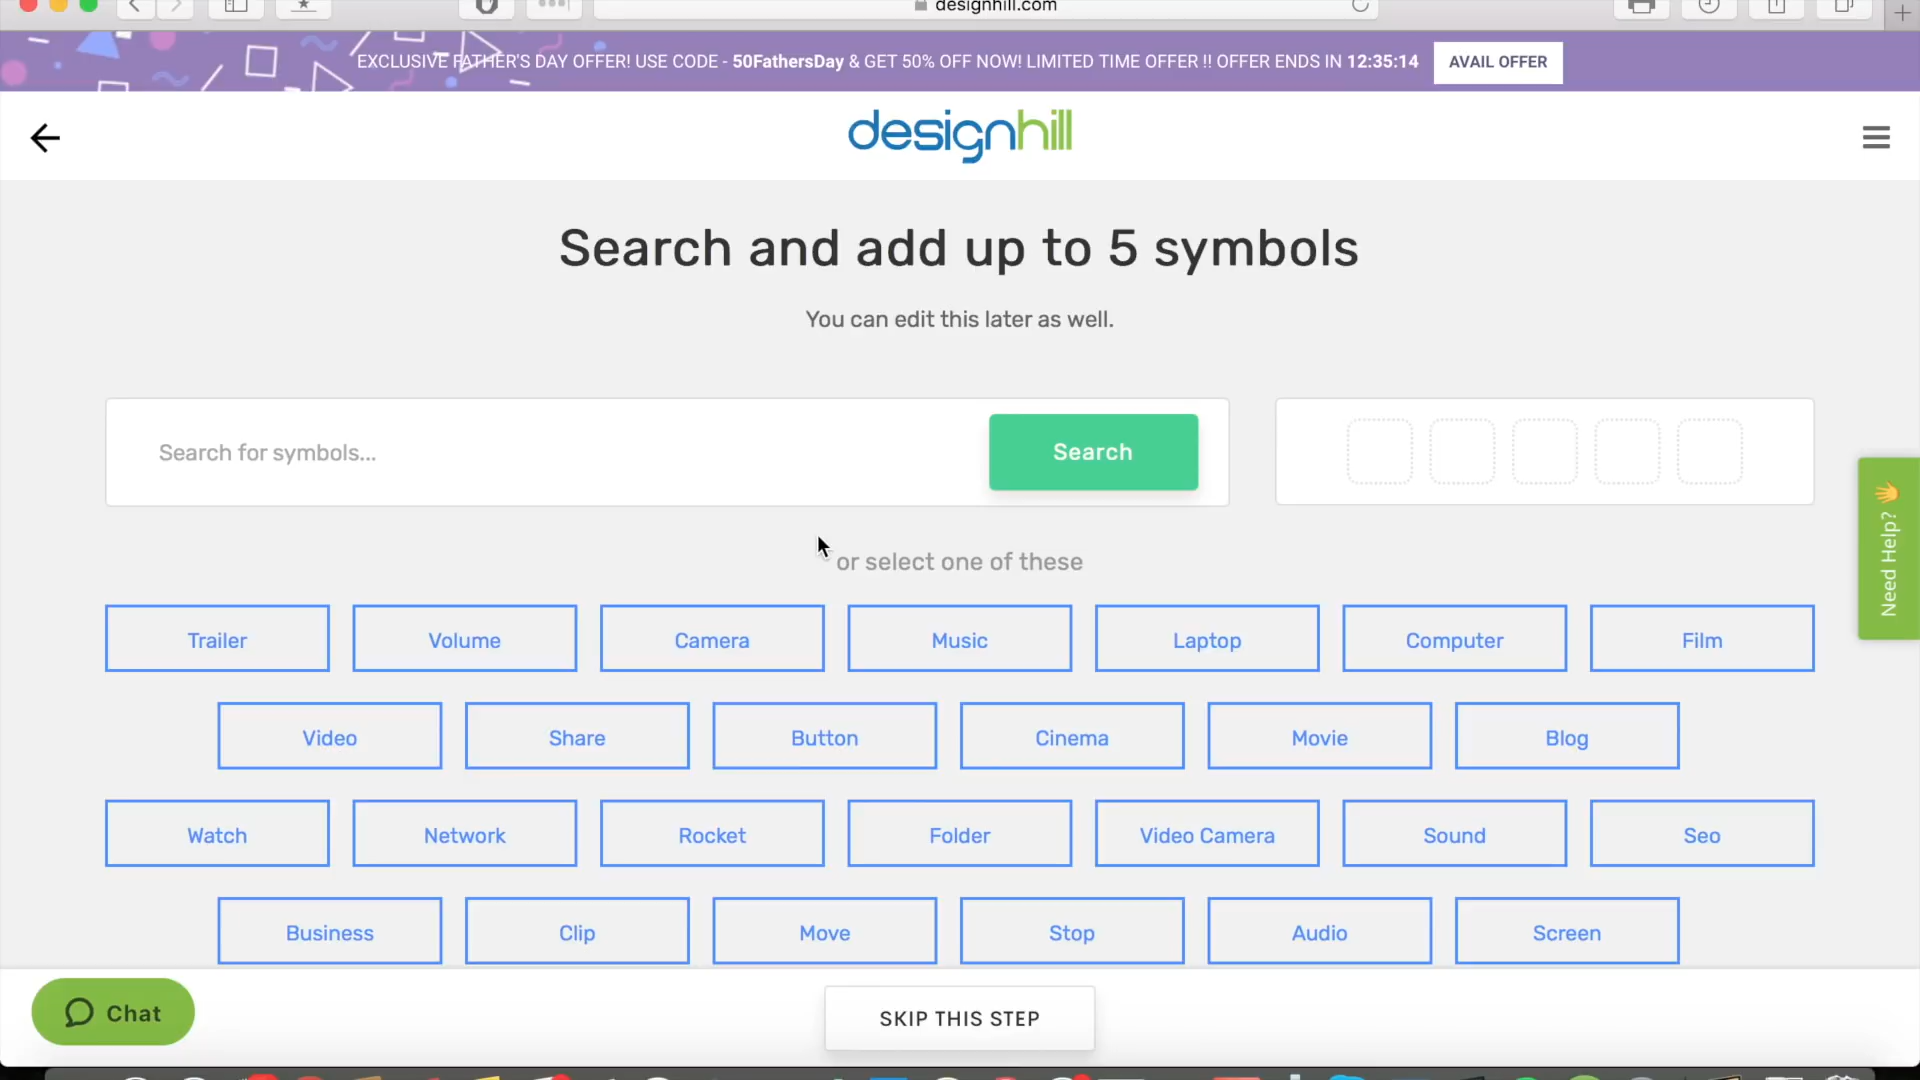 designhill.com
EXCLUSIVE FATHER'S DAY OFFER! USE CODE - 50FathersDay & GET 50% OFF NOW! LIMITED TIME OFFER !! OFFER ENDS IN 12:35:14
AVAIL OFFER
designhill
Search and add up to 5 symbols
You can edit this later as well.
Search for symbols...
Search
Need Help?
or select one of these
Trailer
Volume
Camera
Music
Laptop
Computer
Film
Video
Share
Button
Cinema
Movie
Blog
Watch
Network
Rocket
Folder
Video Camera
Sound
Seo
Business
Clip
Move
Stop
Audio
Screen
Chat
SKIP THIS STEP